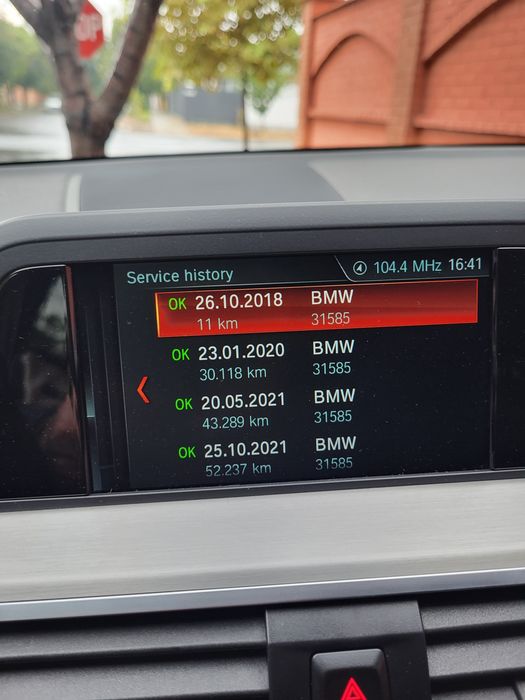 OP
Service history
104.4 MHz 16:41
OK 26.10.2018 BMW
11 km 31585
OK 23.01.2020 BMW
30.118 km 31585
OK 20.05.2021 BMW
43.289 km 31585
OK 25.10.2021 BMW
52.237 km 31585